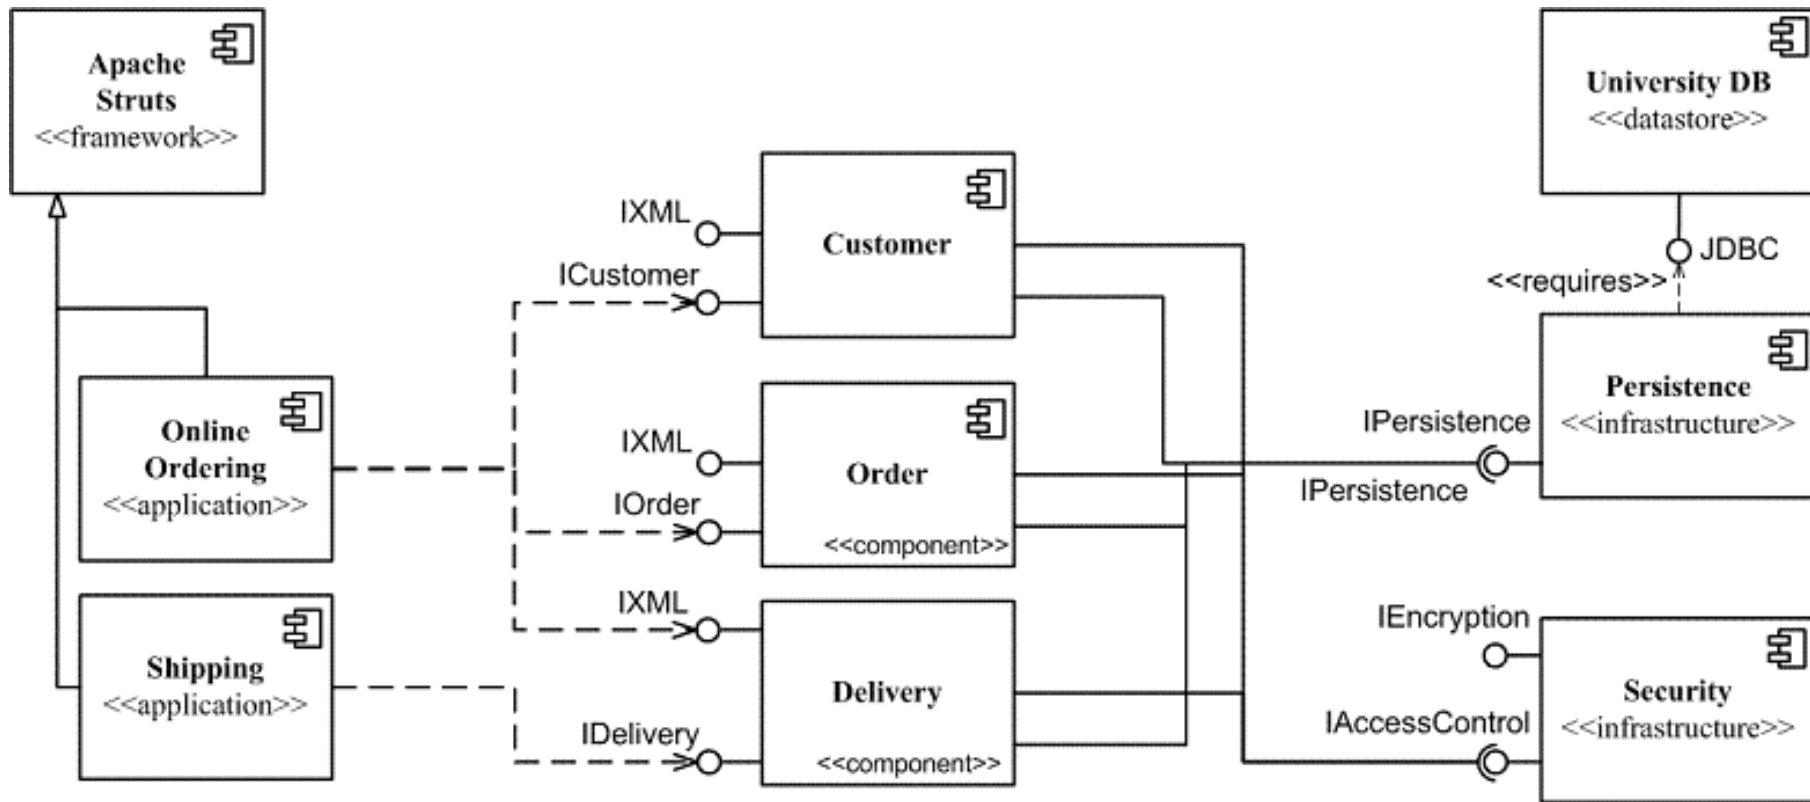 Apache
Struts
<<framework>>
University DB
<<datastore>>
IXML
Customer
ICustomer
JDBC
<<requires>>
Online
Ordering
<<application>>
IXML
Order
IOrder
<<component>>
Persistence
<<infrastructure>>
IPersistence
IPersistence
Shipping
<<application>>
IXML
Delivery
IDelivery
<<component>>
IEncryption
Security
<<infrastructure>>
IAccessControl